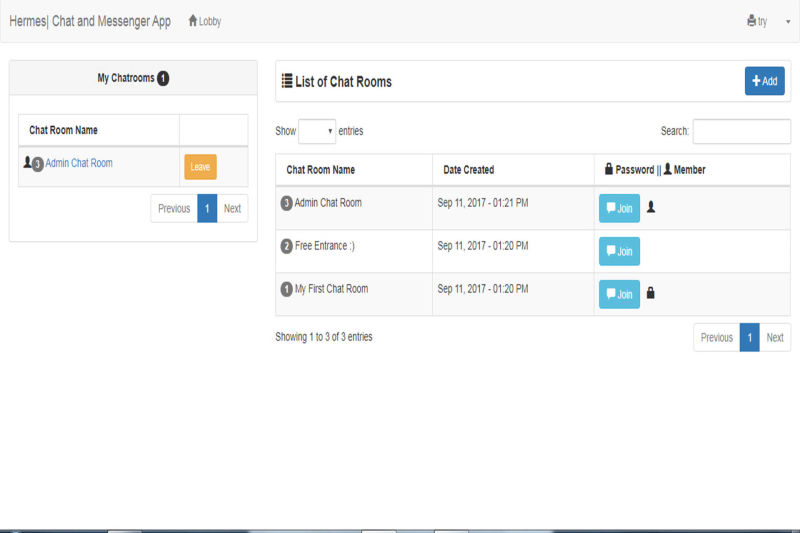 Hermes| Chat and Messenger App Lobby try
My Chatrooms 1
Chat Room Name
3 Admin Chat Room Leave
Previous 1 Next
List of Chat Rooms Add
Show entries Search:
Chat Room Name Date Created Password || Member
3 Admin Chat Room Sep 11, 2017 - 01:21 PM Join
2 Free Entrance :) Sep 11, 2017 - 01:20 PM Join
1 My First Chat Room Sep 11, 2017 - 01:20 PM Join
Showing 1 to 3 of 3 entries Previous 1 Next